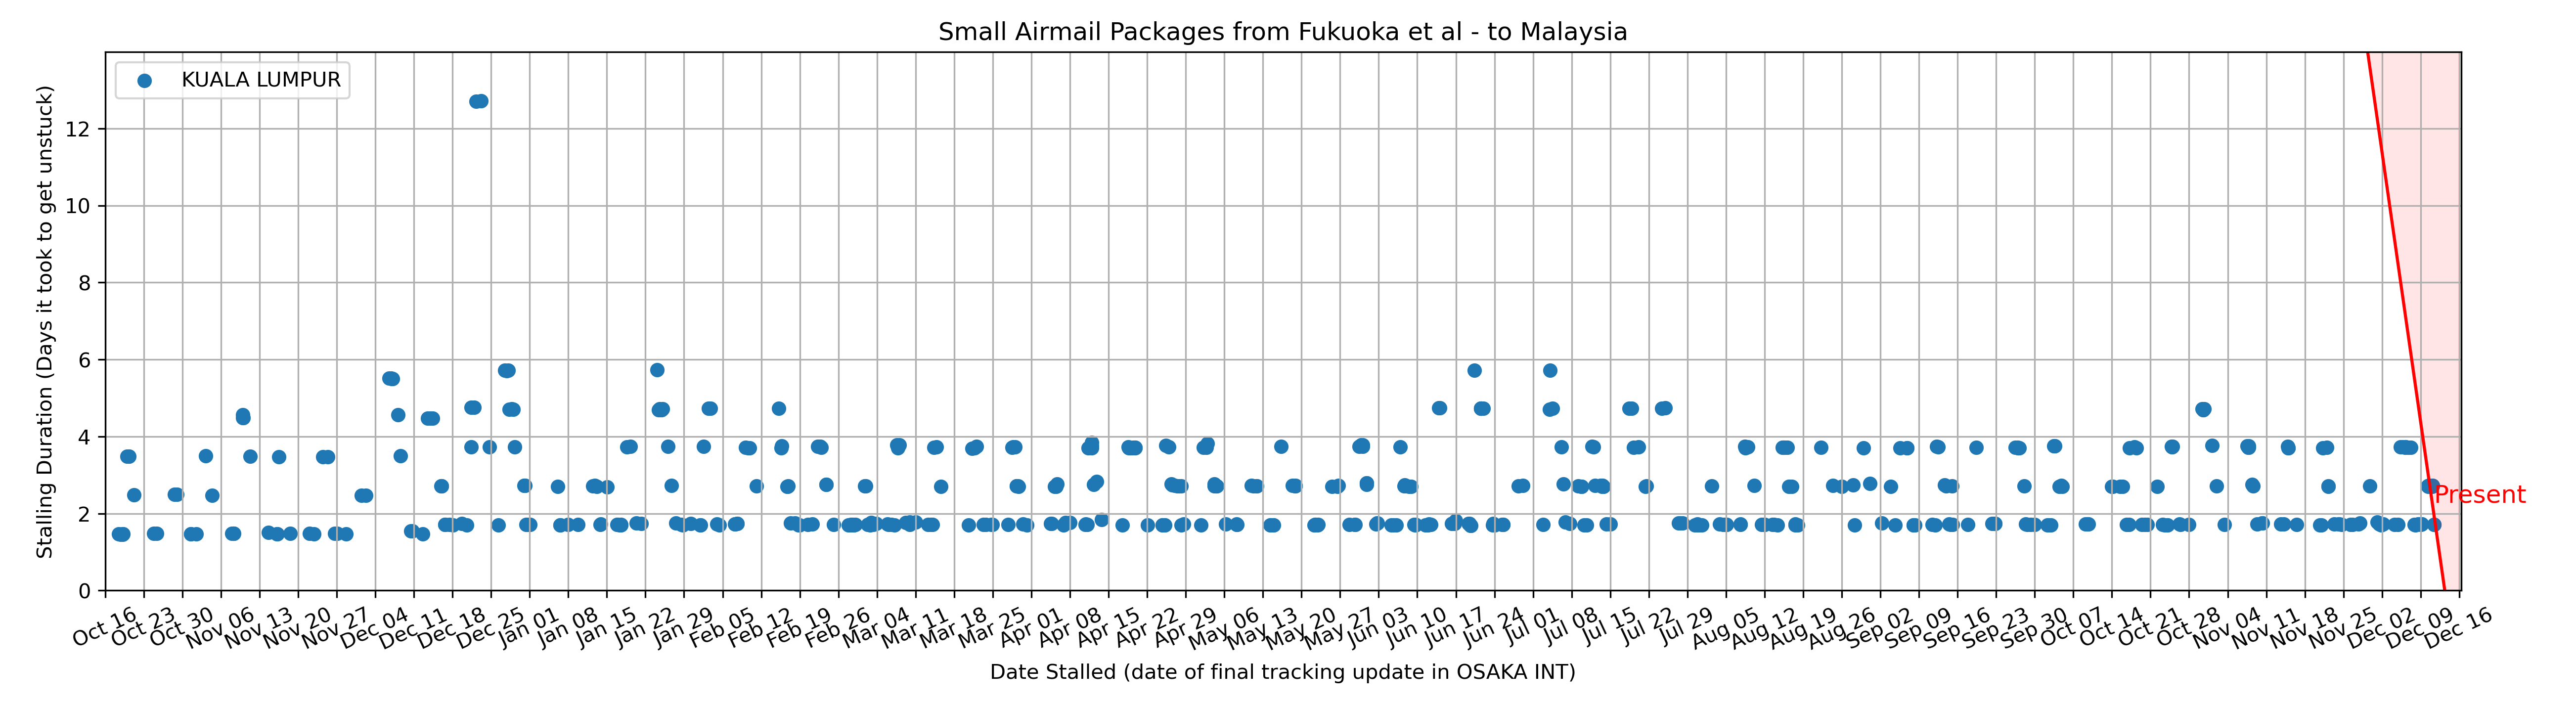 Small Airmail Packages from Fukuoka et al - to Malaysia
KUALA LUMPUR
Stalling Duration (Days it took to get unstuck)
12
10
8
6
4
2
0
Present
Oct 16
Oct 23
Oct 30
Nov 06
Nov 13
Nov 20
Nov 27
Dec 04
Dec 11
Dec 18
Dec 25
Jan 01
Jan 08
Jan 15
Jan 22
Jan 29
Feb 05
Feb 12
Feb 19
Feb 26
Mar 04
Mar 11
Mar 18
Mar 25
Apr 01
Apr 08
Apr 15
Apr 22
Apr 29
May 06
May 13
May 20
May 27
Jun 03
Jun 10
Jun 17
Jun 24
Jul 01
Jul 08
Jul 15
Jul 22
Jul 29
Aug 05
Aug 12
Aug 19
Aug 26
Sep 02
Sep 09
Sep 16
Sep 23
Sep 30
Oct 07
Oct 14
Oct 21
Oct 28
Nov 04
Nov 11
Nov 18
Nov 25
Dec 02
Dec 09
Dec 16
Date Stalled (date of final tracking update in OSAKA INT)